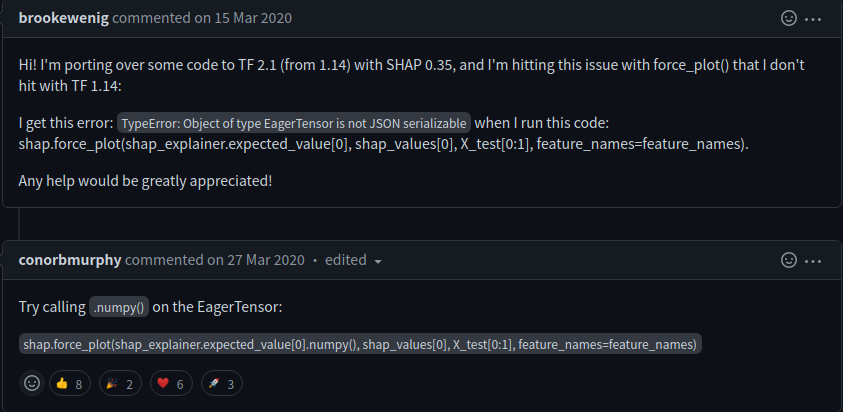 brookewenig commented on 15 Mar 2020
Hi! I'm porting over some code to TF 2.1 (from 1.14) with SHAP 0.35, and I'm hitting this issue with force_plot() that I don't
hit with TF 1.14:
I get this error: TypeError: Object of type EagerTensor is not JSON serializable when I run this code:
shap.force_plot(shap_explainer.expected_value[0], shap_values[0], X_test[0:1], feature_names=feature_names).
Any help would be greatly appreciated!
conorbmurphy commented on 27 Mar 2020 • edited
Try calling .numpy() on the EagerTensor:
shap.force_plot(shap_explainer.expected_value[0].numpy(), shap_values[0], X_test[0:1], feature_names=feature_names)
8 2 6 3